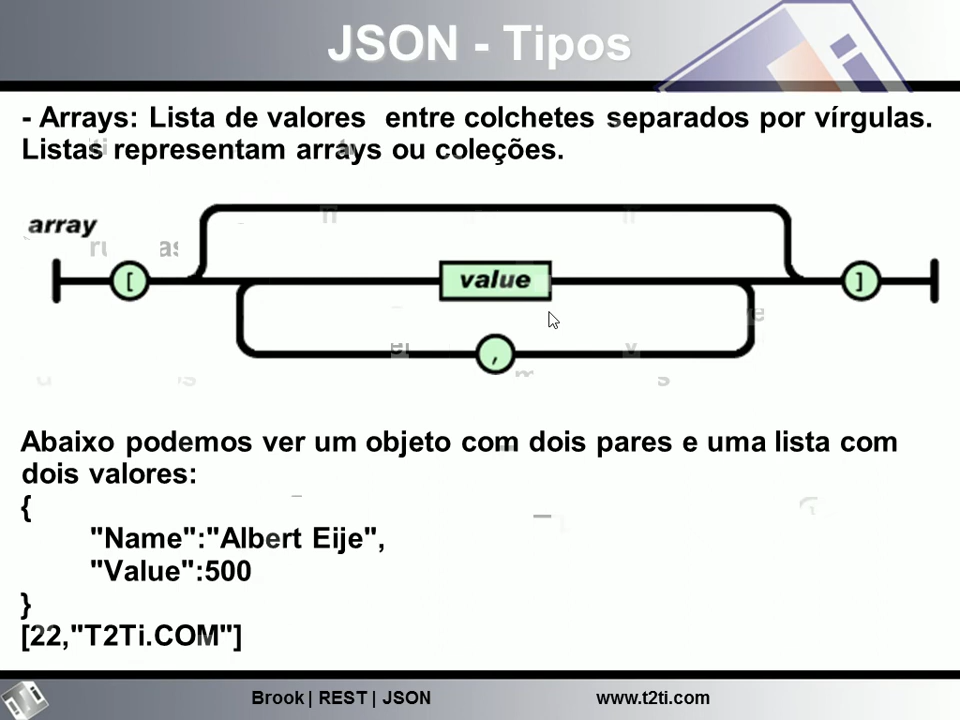 JSON - Tipos
- Arrays: Lista de valores entre colchetes separados por vírgulas.
Listas representam arrays ou coleções.
array
[
value
]
,
Abaixo podemos ver um objeto com dois pares e uma lista com
dois valores:
{
"Name":"Albert Eije",
"Value":500
}
[22,"T2Ti.COM"]
Brook | REST | JSON
www.t2ti.com